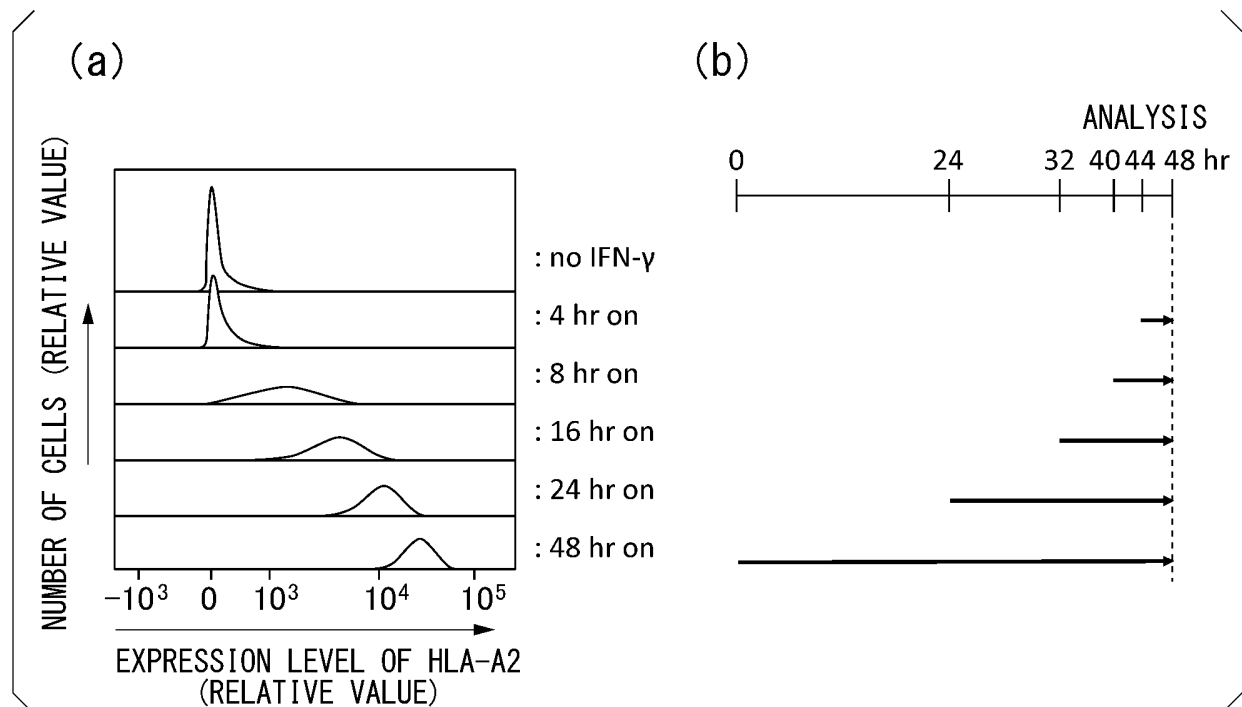 (a)
NUMBER OF CELLS (RELATIVE VALUE)
: no IFN-γ
: 4 hr on
: 8 hr on
: 16 hr on
: 24 hr on
: 48 hr on
−10³ 0 10³ 10⁴ 10⁵
EXPRESSION LEVEL OF HLA-A2
(RELATIVE VALUE)
(b)
ANALYSIS
0 24 32 40 44 48 hr